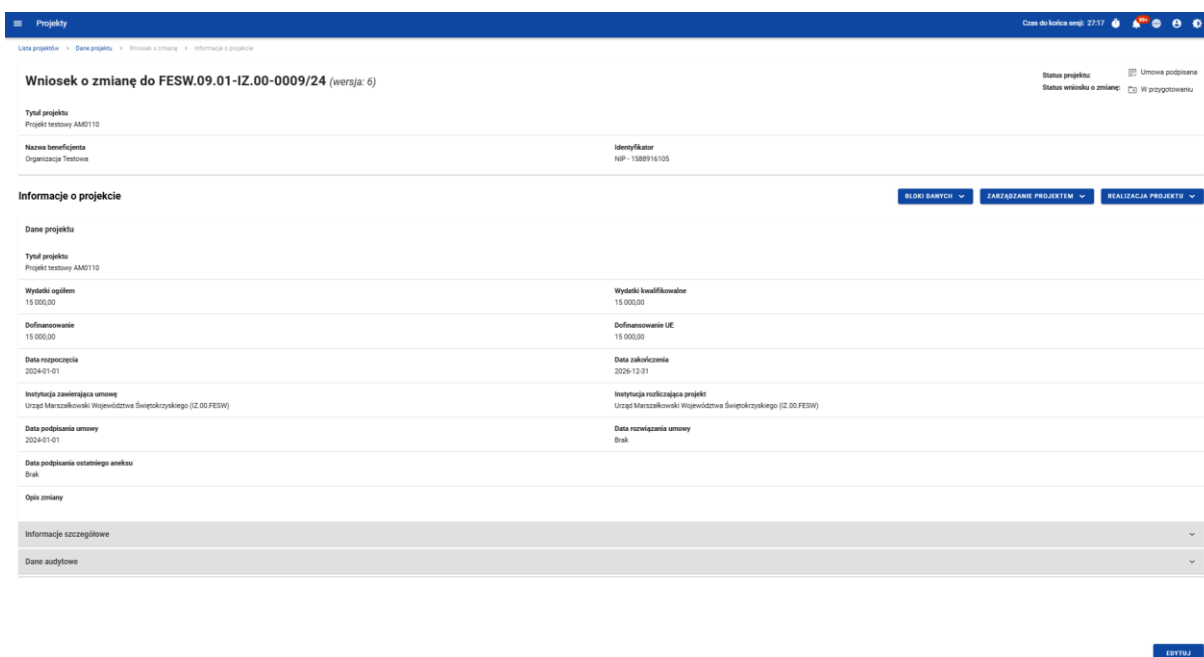 Projekty
Czas do końca sesji: 27:17
99+
Lista projektów > Dane projektu > Wniosek o zmianę > Informacje o projekcie
Wniosek o zmianę do FESW.09.01-IZ.00-0009/24 (wersja: 6)
Status projektu: Umowa podpisana
Status wniosku o zmianę: W przygotowaniu
Tytuł projektu
Projekt testowy AM0110
Nazwa beneficjenta Identyfikator
Organizacja Testowa NIP - 1588916105
Informacje o projekcie BLOKI DANYCH ZARZĄDZANIE PROJEKTEM REALIZACJA PROJEKTU
Dane projektu
Tytuł projektu
Projekt testowy AM0110
Wydatki ogółem Wydatki kwalifikowalne
15 000,00 15 000,00
Dofinansowanie Dofinansowanie UE
15 000,00 15 000,00
Data rozpoczęcia Data zakończenia
2024-01-01 2026-12-31
Instytucja zawierająca umowę Instytucja rozliczająca projekt
Urząd Marszałkowski Województwa Świętokrzyskiego (IZ.00.FESW) Urząd Marszałkowski Województwa Świętokrzyskiego (IZ.00.FESW)
Data podpisania umowy Data rozwiązania umowy
2024-01-01 Brak
Data podpisania ostatniego aneksu
Brak
Opis zmiany
Informacje szczegółowe
Dane audytowe
EDYTUJ